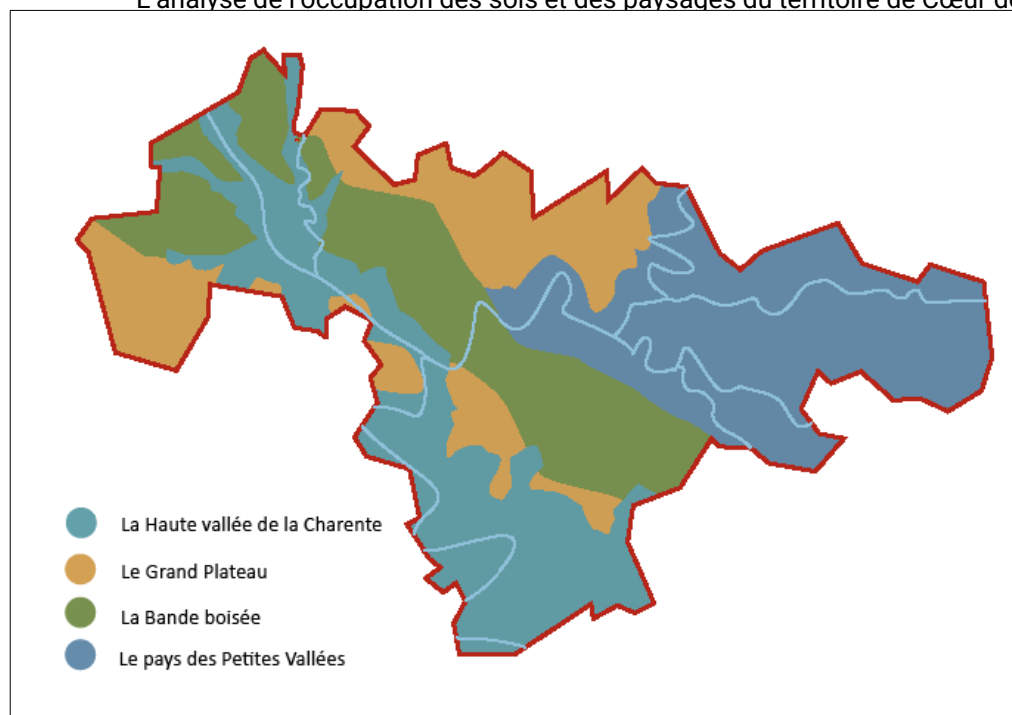 L'analyse de l'occupation des sols et des paysages du territoire de Cœur de
La Haute vallée de la Charente
Le Grand Plateau
La Bande boisée
Le pays des Petites Vallées